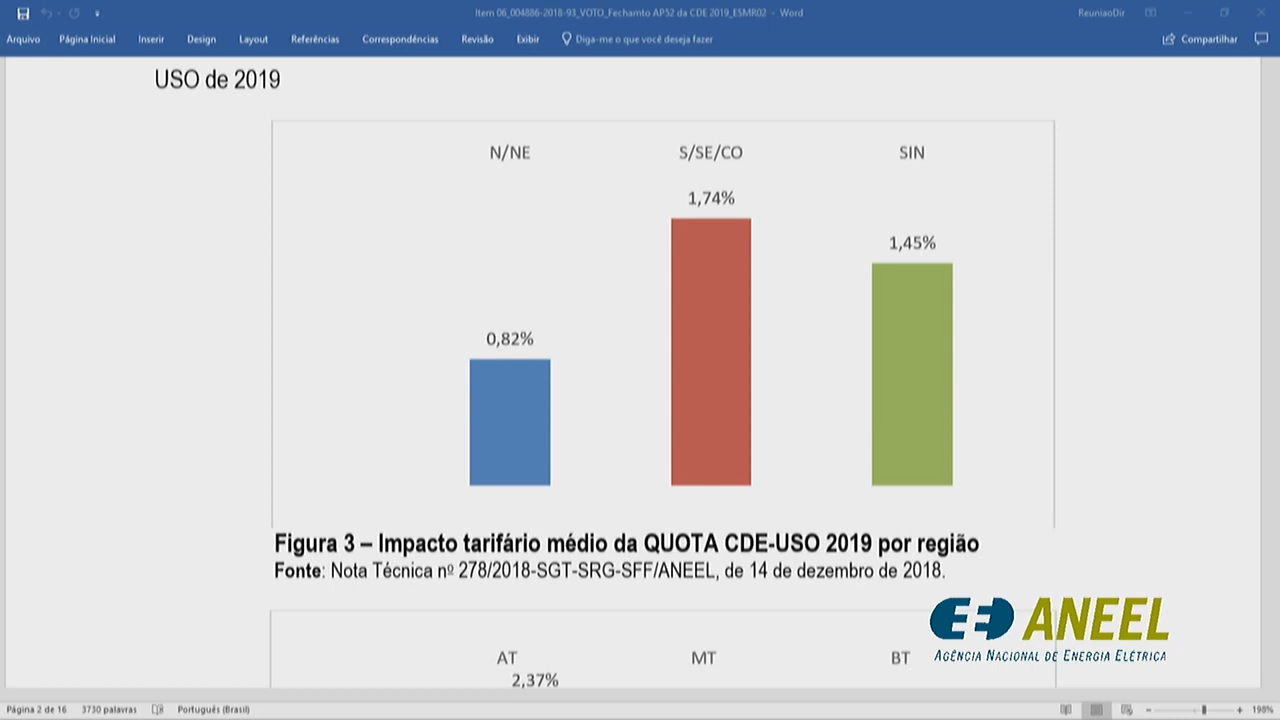 Item 06_004886-2018-93_VOTO_Fechamto AP52 da CDE 2019_ESMR02 - Word
ReuniaoDir
Arquivo Página Inicial Inserir Design Layout Referências Correspondências Revisão Exibir Diga-me o que você deseja fazer Compartilhar
USO de 2019
N/NE S/SE/CO SIN
1,74%
1,45%
0,82%
Figura 3 – Impacto tarifário médio da QUOTA CDE-USO 2019 por região
Fonte: Nota Técnica nº 278/2018-SGT-SRG-SFF/ANEEL, de 14 de dezembro de 2018.
ANEEL
AGÊNCIA NACIONAL DE ENERGIA ELÉTRICA
AT MT BT
2,37%
Página 2 de 16 3730 palavras Português (Brasil) 198%